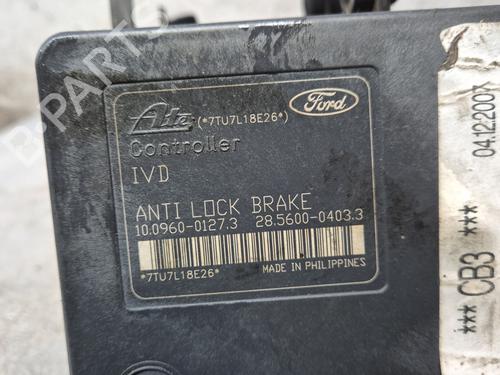 Ate (*7TU7L18E26*) Ford
Controller
IVD
ANTI LOCK BRAKE
10.0960-0127.3 28.5600-0403.3
*7TU7L18E26* MADE IN PHILIPPINES
04122007
*** CB3 ***
B-PARTS